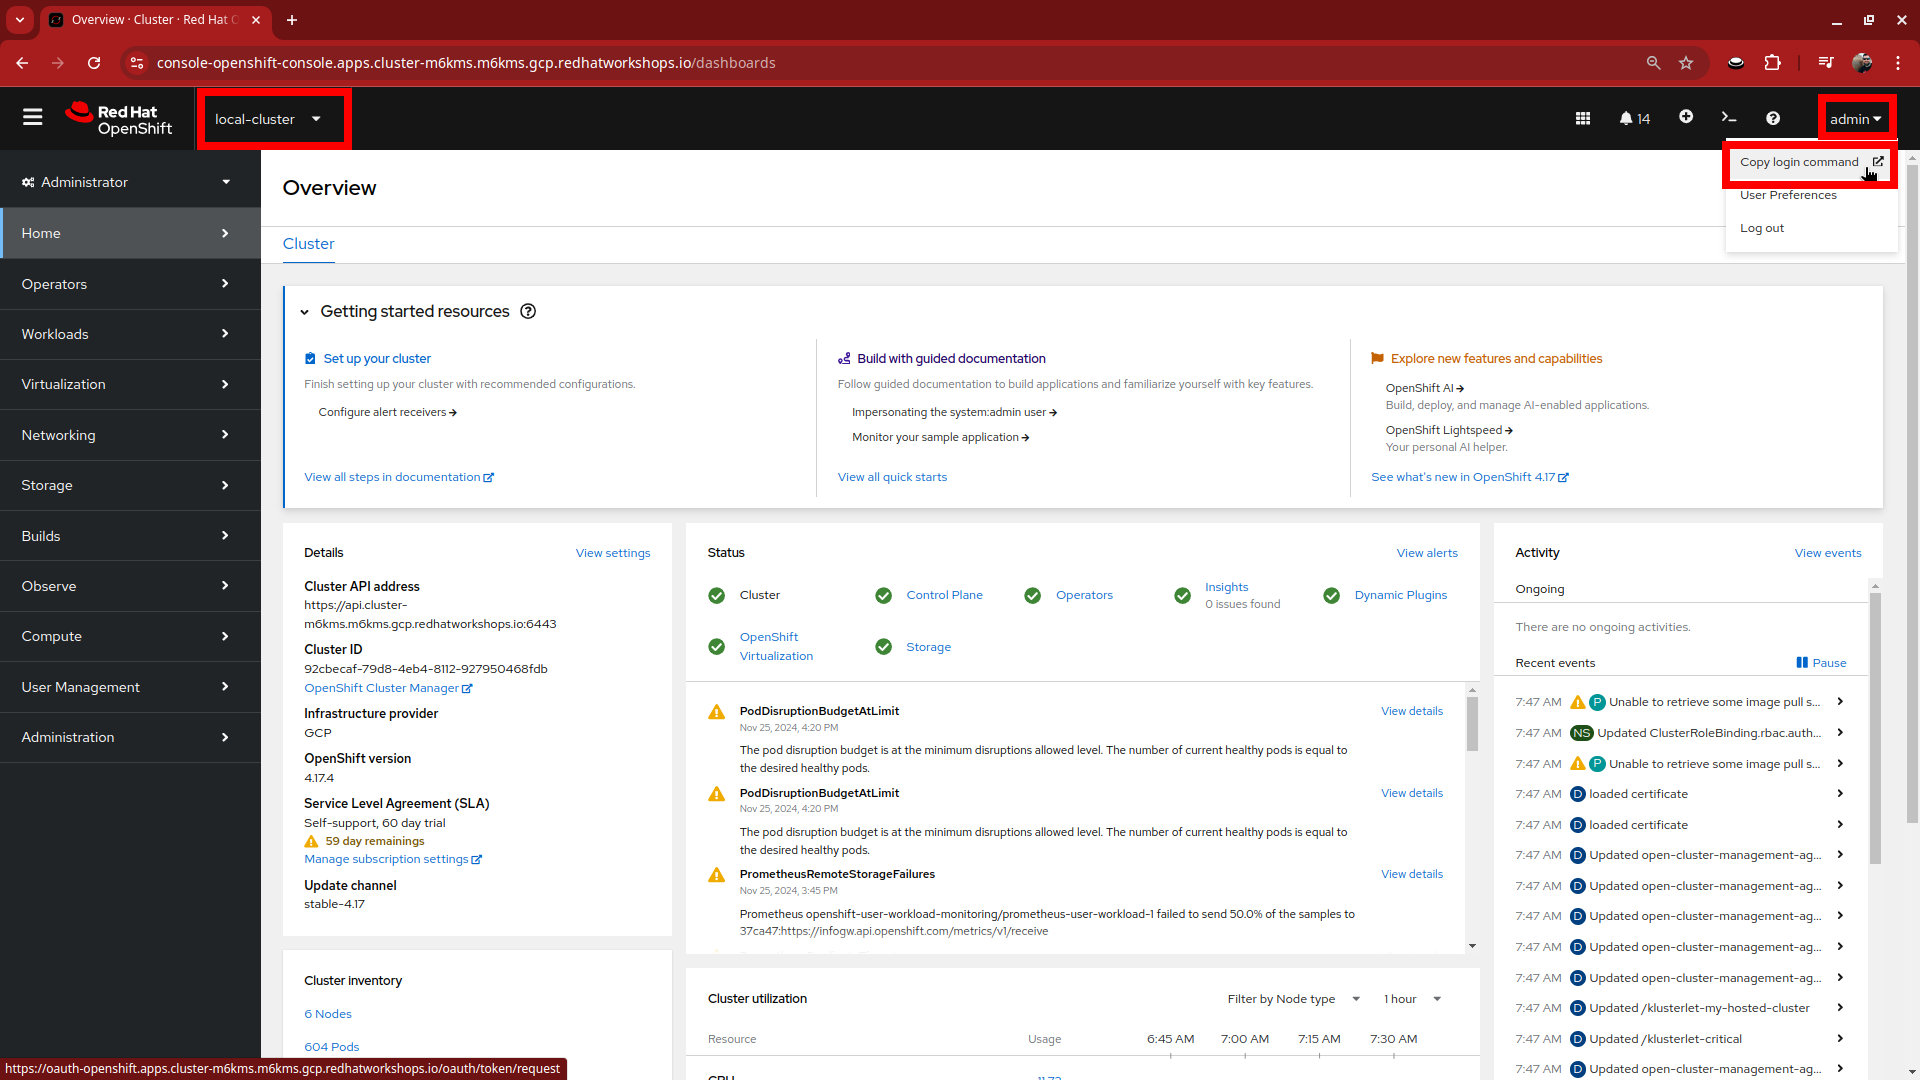 Overview · Cluster · Red Hat
console-openshift-console.apps.cluster-m6kms.m6kms.gcp.redhatworkshops.io/dashboards
Red Hat
OpenShift
local-cluster
14
admin
Copy login command
User Preferences
Log out
Administrator
Home
Operators
Workloads
Virtualization
Networking
Storage
Builds
Observe
Compute
User Management
Administration
Overview
Cluster
Getting started resources
Set up your cluster
Finish setting up your cluster with recommended configurations.
Configure alert receivers
View all steps in documentation
Build with guided documentation
Follow guided documentation to build applications and familiarize yourself with key features.
Impersonating the system:admin user
Monitor your sample application
View all quick starts
Explore new features and capabilities
OpenShift AI
Build, deploy, and manage AI-enabled applications.
OpenShift Lightspeed
Your personal AI helper.
See what's new in OpenShift 4.17
Details
View settings
Cluster API address
https://api.cluster-
m6kms.m6kms.gcp.redhatworkshops.io:6443
Cluster ID
92cbecaf-79d8-4eb4-8112-927950468fdb
OpenShift Cluster Manager
Infrastructure provider
GCP
OpenShift version
4.17.4
Service Level Agreement (SLA)
Self-support, 60 day trial
59 day remainings
Manage subscription settings
Update channel
stable-4.17
Cluster inventory
6 Nodes
604 Pods
Status
View alerts
Cluster
Control Plane
Operators
Insights
0 issues found
Dynamic Plugins
OpenShift
Virtualization
Storage
PodDisruptionBudgetAtLimit
View details
Nov 25, 2024, 4:20 PM
The pod disruption budget is at the minimum disruptions allowed level. The number of current healthy pods is equal to
the desired healthy pods.
PodDisruptionBudgetAtLimit
View details
Nov 25, 2024, 4:20 PM
The pod disruption budget is at the minimum disruptions allowed level. The number of current healthy pods is equal to
the desired healthy pods.
PrometheusRemoteStorageFailures
View details
Nov 25, 2024, 3:45 PM
Prometheus openshift-user-workload-monitoring/prometheus-user-workload-1 failed to send 50.0% of the samples to
37ca47:https://infogw.api.openshift.com/metrics/v1/receive
Cluster utilization
Filter by Node type
1 hour
Resource
Usage
6:45 AM
7:00 AM
7:15 AM
7:30 AM
Activity
View events
Ongoing
There are no ongoing activities.
Recent events
Pause
7:47 AM P Unable to retrieve some image pull s...
7:47 AM NS Updated ClusterRoleBinding.rbac.auth...
7:47 AM P Unable to retrieve some image pull s...
7:47 AM D loaded certificate
7:47 AM D loaded certificate
7:47 AM D Updated open-cluster-management-ag...
7:47 AM D Updated open-cluster-management-ag...
7:47 AM D Updated open-cluster-management-ag...
7:47 AM D Updated open-cluster-management-ag...
7:47 AM D Updated open-cluster-management-ag...
7:47 AM D Updated /klusterlet-my-hosted-cluster
7:47 AM D Updated /klusterlet-critical
7:47 AM D Updated open-cluster-management-ag...
https://oauth-openshift.apps.cluster-m6kms.m6kms.gcp.redhatworkshops.io/oauth/token/request